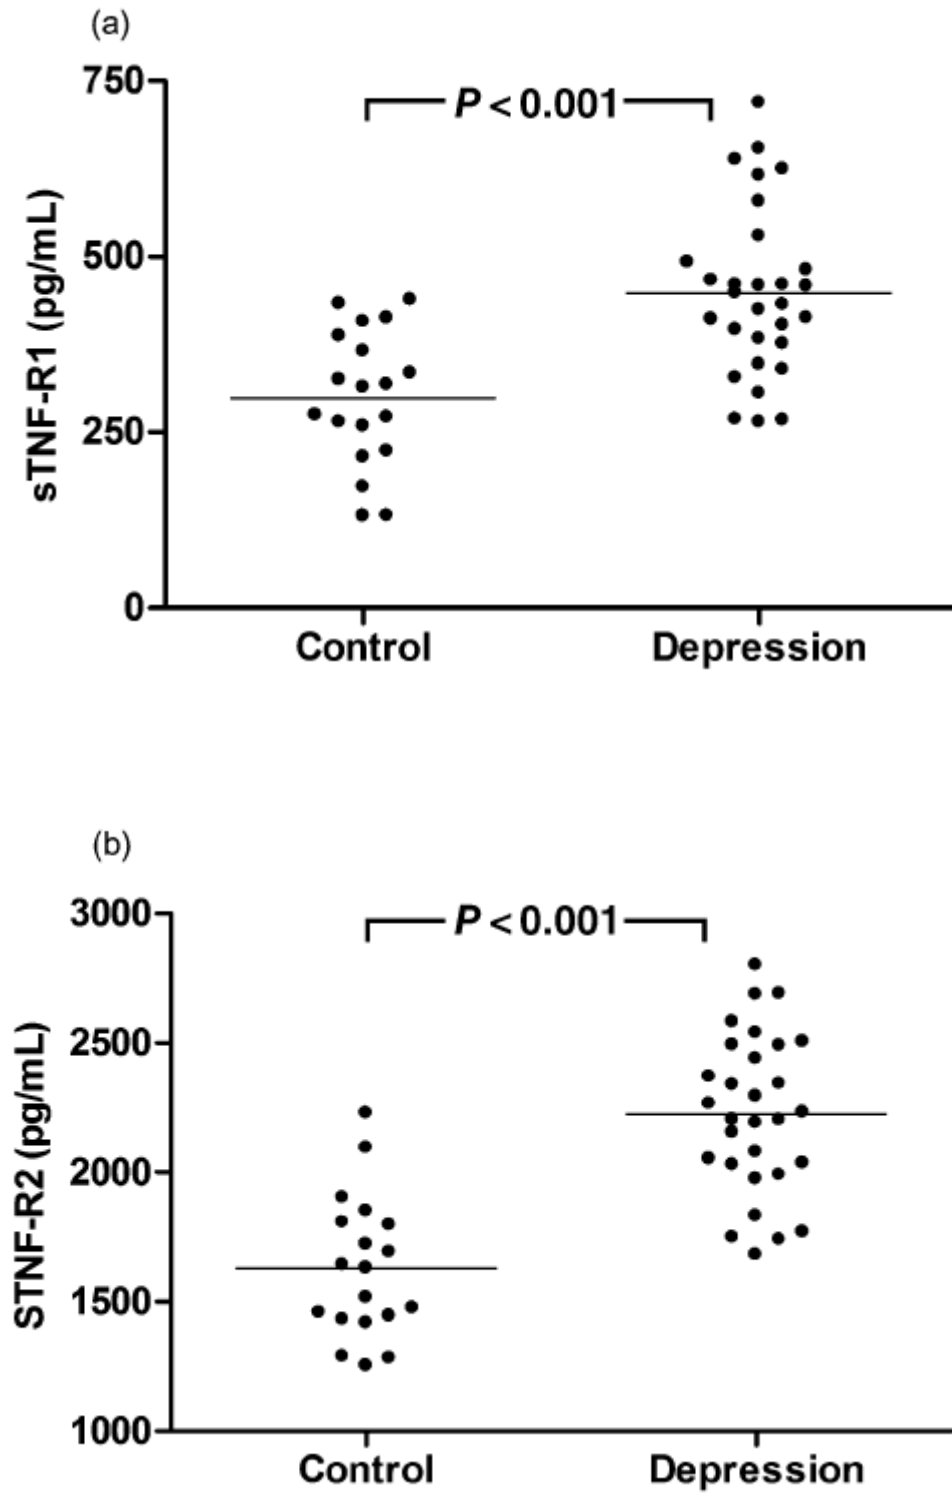 (a)
750
P < 0.001
500
sTNF-R1 (pg/mL)
250
0
Control Depression
(b)
3000
P < 0.001
2500
STNF-R2 (pg/mL)
2000
1500
1000
Control Depression